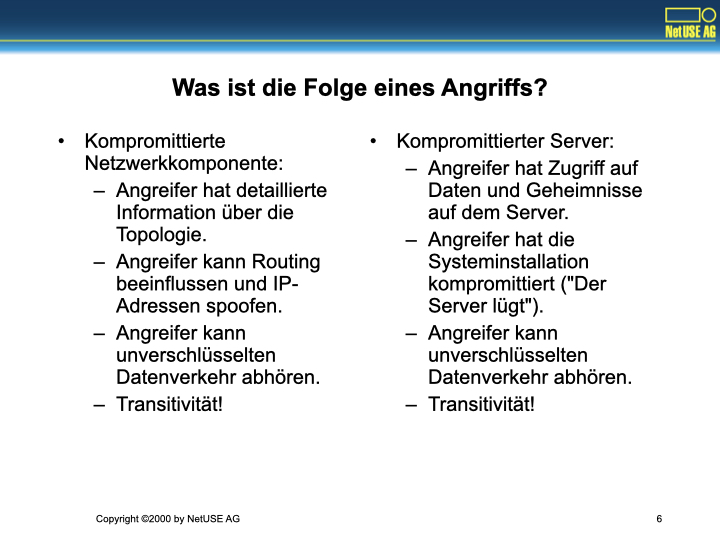 NetUSE AG
Was ist die Folge eines Angriffs?
• Kompromittierte
Netzwerkkomponente:
– Angreifer hat detaillierte
Information über die
Topologie.
– Angreifer kann Routing
beeinflussen und IP-
Adressen spoofen.
– Angreifer kann
unverschlüsselten
Datenverkehr abhören.
– Transitivität!
• Kompromittierter Server:
– Angreifer hat Zugriff auf
Daten und Geheimnisse
auf dem Server.
– Angreifer hat die
Systeminstallation
kompromittiert ("Der
Server lügt").
– Angreifer kann
unverschlüsselten
Datenverkehr abhören.
– Transitivität!
Copyright ©2000 by NetUSE AG
6